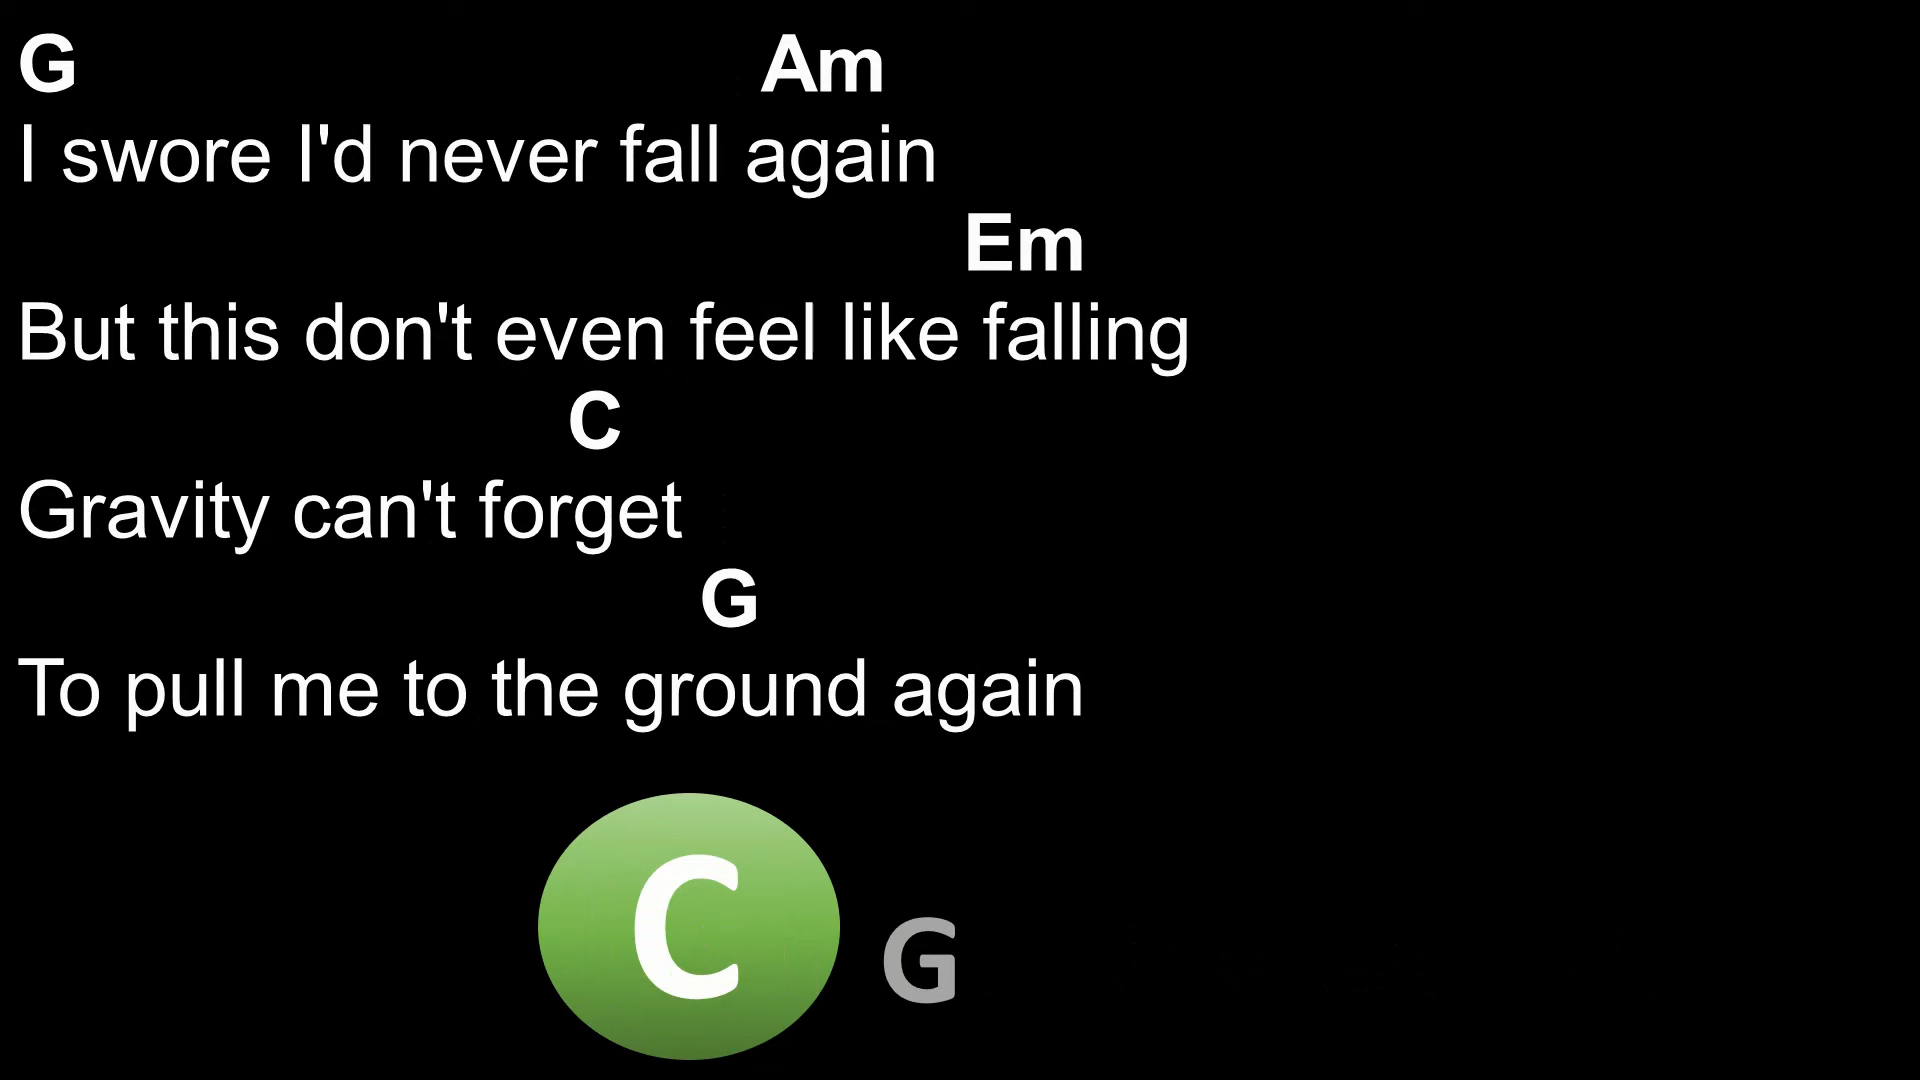 G Am
I swore I'd never fall again
Em
But this don't even feel like falling
C
Gravity can't forget
G
To pull me to the ground again
C G